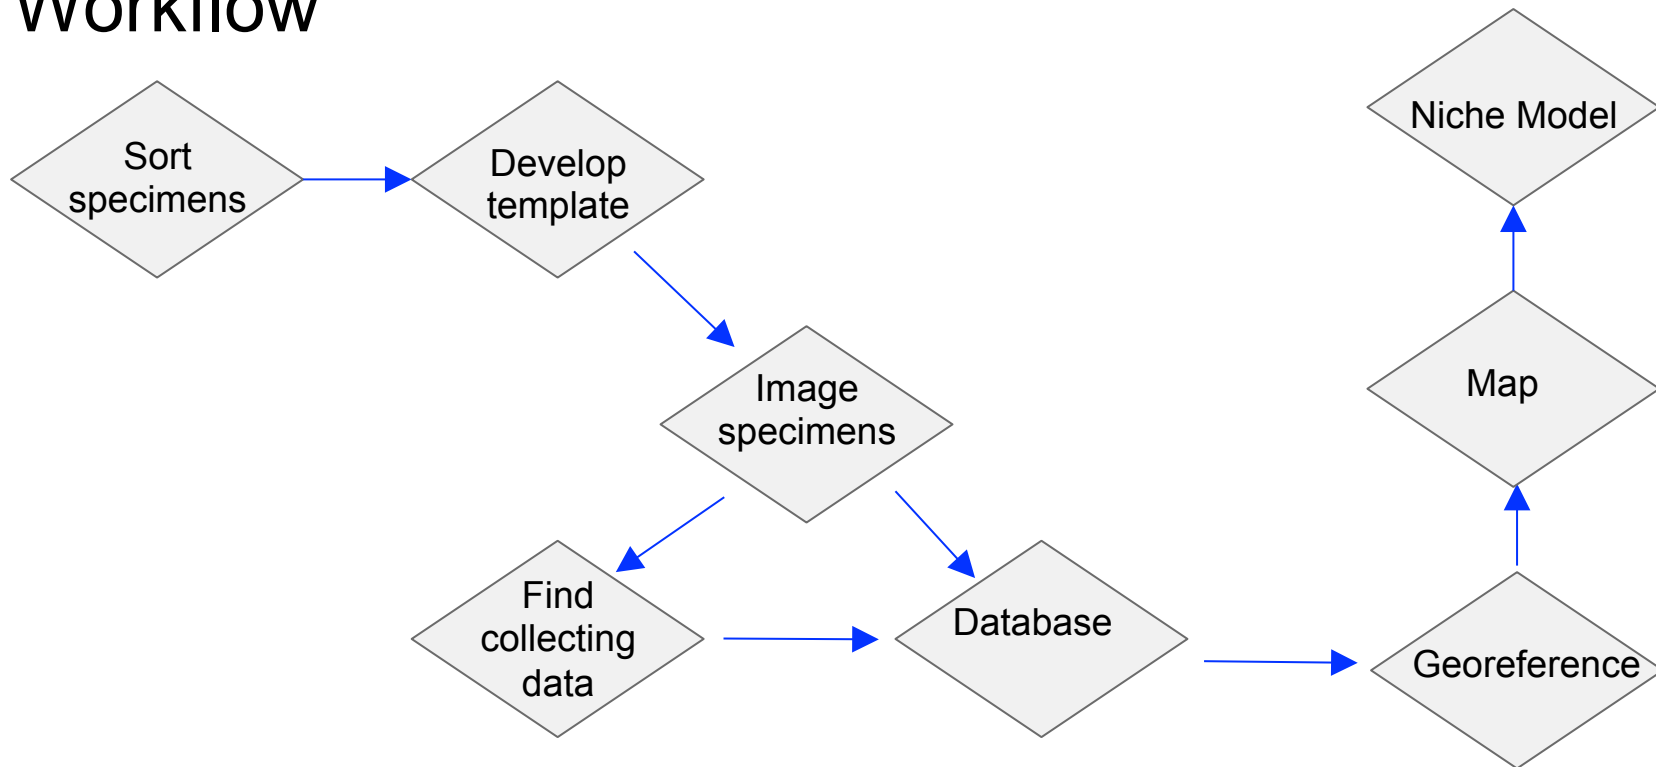 Workflow
Sort
specimens
Develop
template
Image
specimens
Find
collecting
data
Database
Georeference
Map
Niche Model